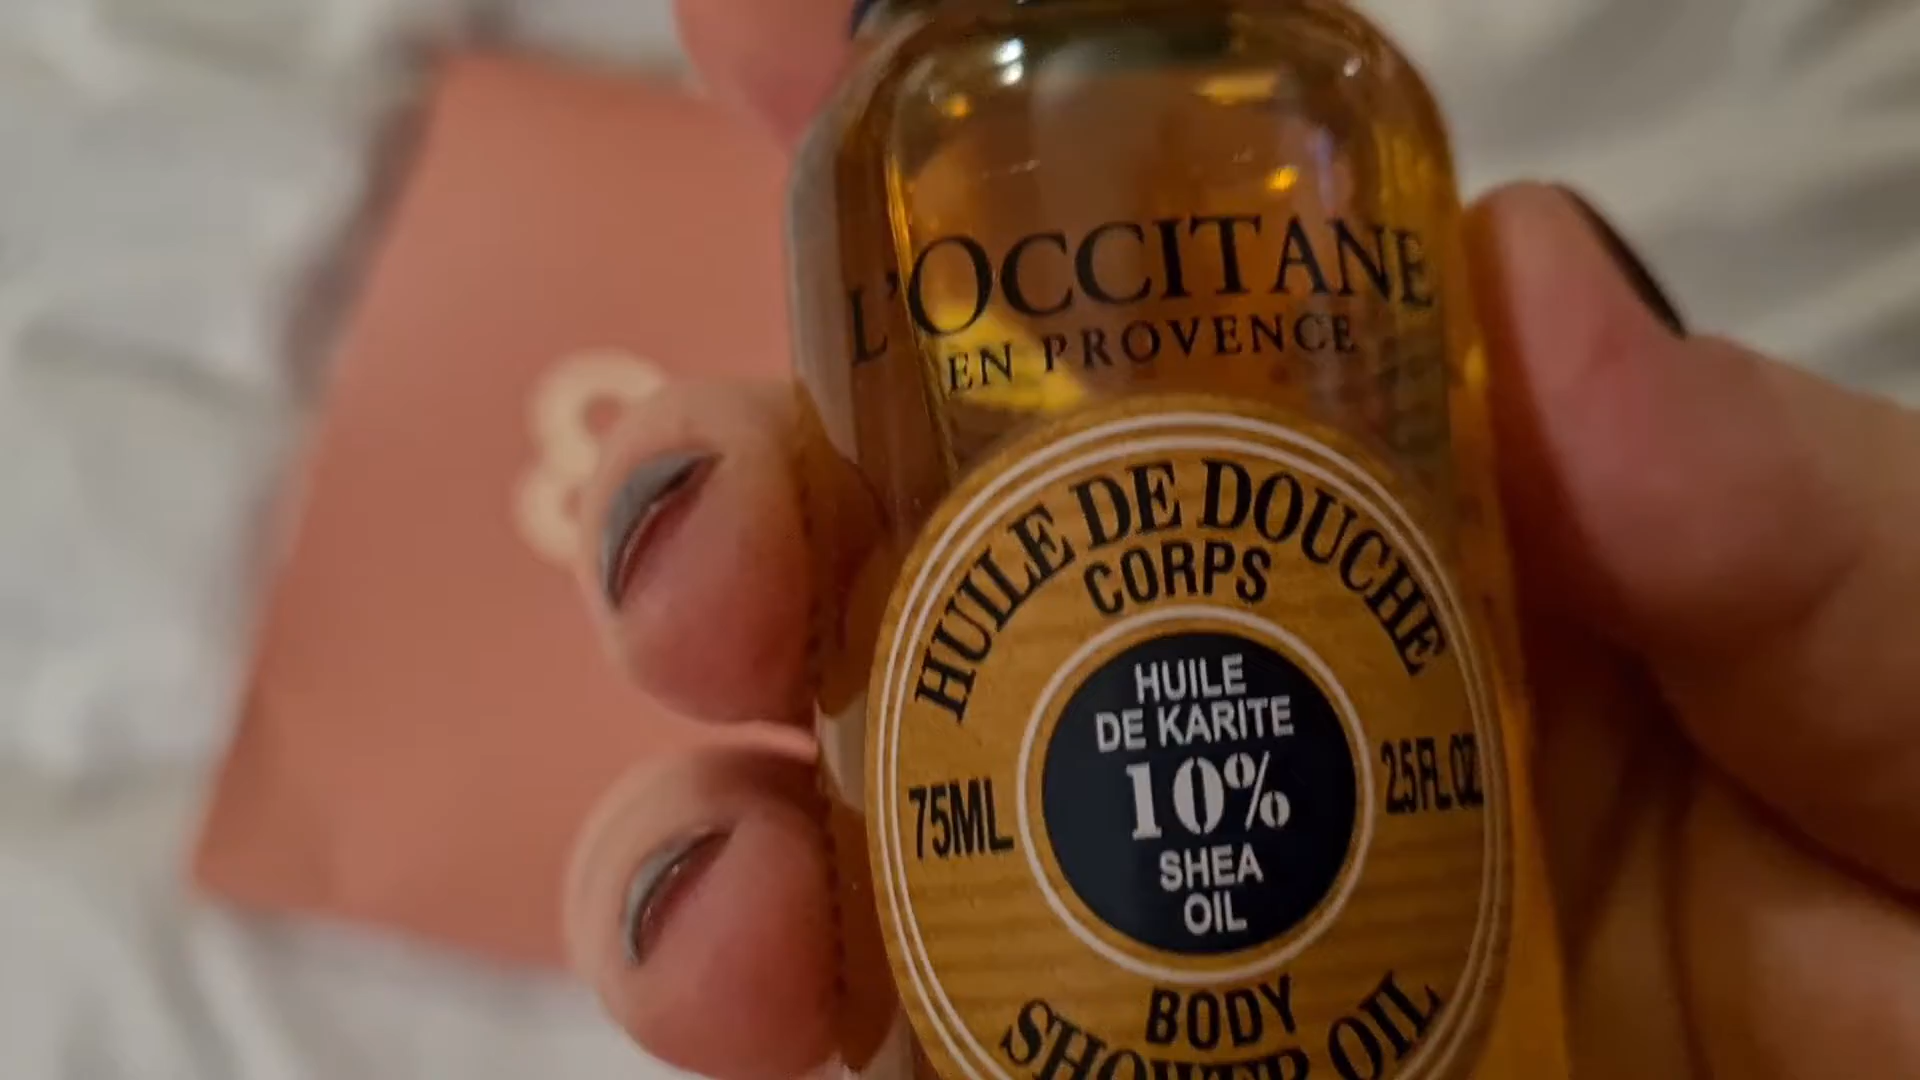 L'OCCITANE
EN PROVENCE
HUILE DE DOUCHE
CORPS
HUILE
DE KARITE
10%
SHEA
OIL
75ML
2.5 FL.OZ
BODY
SHOWER OIL